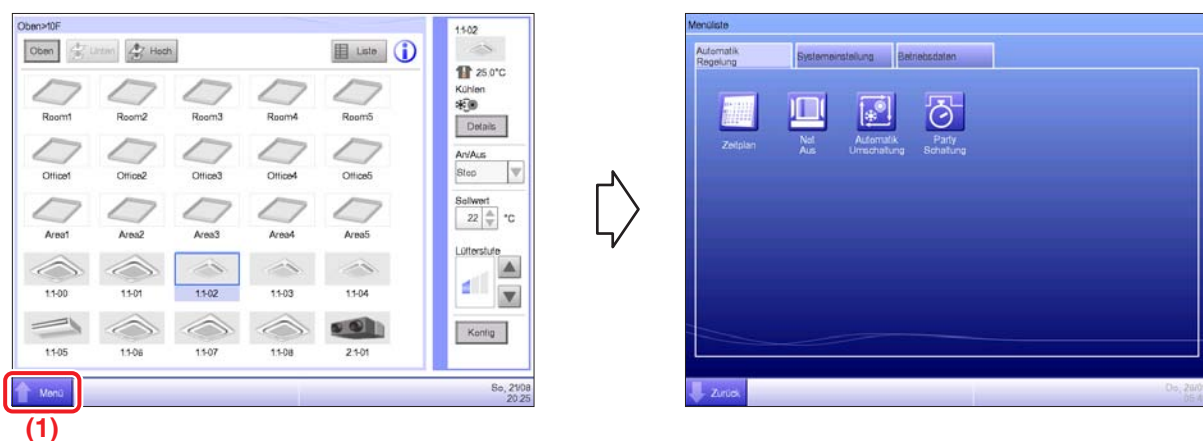 Oben>10F
Oben Unten Hoch Liste
Room1 Room2 Room3 Room4 Room5
Office1 Office2 Office3 Office4 Office5
Area1 Area2 Area3 Area4 Area5
1:1-00 1:1-01 1:1-02 1:1-03 1:1-04
1:1-05 1:1-06 1:1-07 1:1-08 2:1-01
1:1-02
25.0°C
Kühlen
Details
An/Aus
Stop
Sollwert
22 °C
Lüfterstufe
Konfig
Menü
So, 21/08
20:25
(1)
Menüliste
Automatik
Regelung
Systemeinstellung
Betriebsdaten
Zeitplan
Not
Aus
Automatik
Umschaltung
Party
Schaltung
Zurück